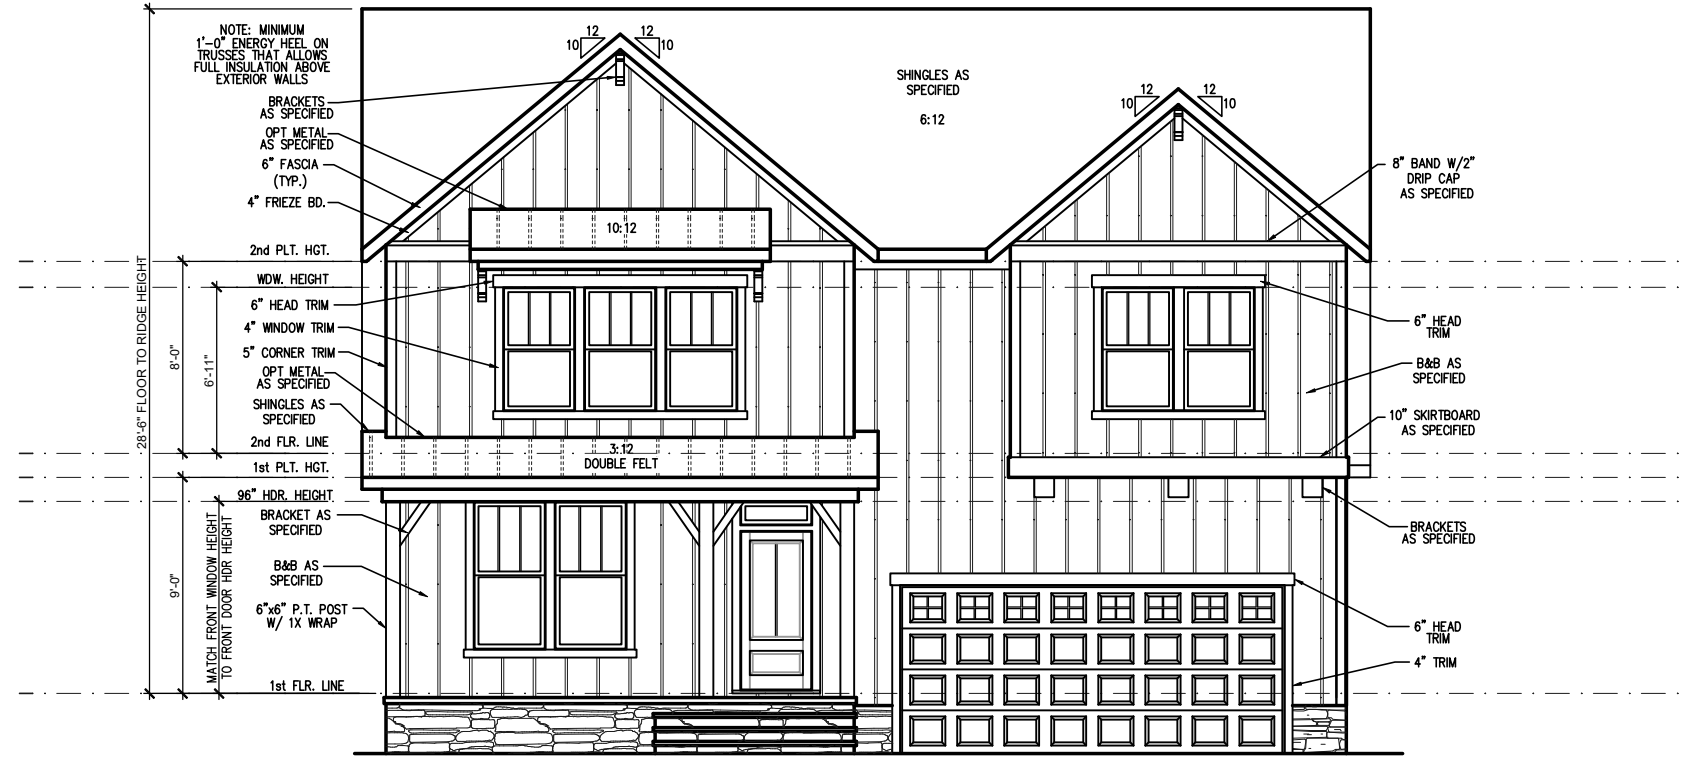 NOTE: MINIMUM
1'-0" ENERGY HEEL ON
TRUSSES THAT ALLOWS
FULL INSULATION ABOVE
EXTERIOR WALLS
BRACKETS
AS SPECIFIED
OPT METAL
AS SPECIFIED
6" FASCIA
(TYP.)
4" FRIEZE BD.
2nd PLT. HGT.
WDW. HEIGHT
6" HEAD TRIM
4" WINDOW TRIM
5" CORNER TRIM
OPT METAL
AS SPECIFIED
SHINGLES AS
SPECIFIED
2nd FLR. LINE
1st PLT. HGT.
96" HDR. HEIGHT
BRACKET AS
SPECIFIED
B&B AS
SPECIFIED
6"x6" P.T. POST
W/ 1X WRAP
1st FLR. LINE
28'-6" FLOOR TO RIDGE HEIGHT
8'-0"
6'-11"
9'-0"
MATCH FRONT WINDOW HEIGHT
TO FRONT DOOR HDR HEIGHT
12
10
12
10
10:12
3:12
DOUBLE FELT
SHINGLES AS
SPECIFIED
6:12
12
10
12
10
8" BAND W/2"
DRIP CAP
AS SPECIFIED
6" HEAD
TRIM
B&B AS
SPECIFIED
10" SKIRTBOARD
AS SPECIFIED
BRACKETS
AS SPECIFIED
6" HEAD
TRIM
4" TRIM